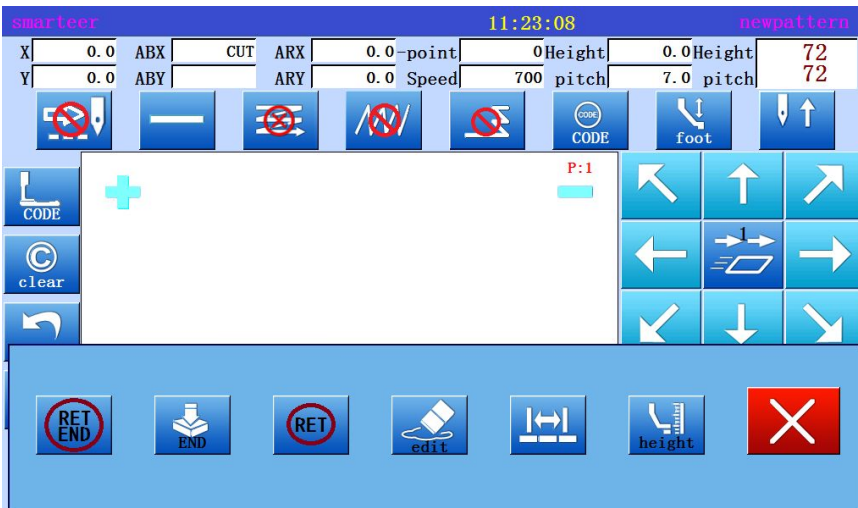 smarteer 11:23:08 newpattern
X 0.0 ABX CUT ARX 0.0 -point 0 Height 0.0 Height 72
Y 0.0 ABY ARY 0.0 Speed 700 pitch 7.0 pitch 72
CODE
CODE foot
P:1
CODE
1
clear
RET
END
END
RET
edit
height